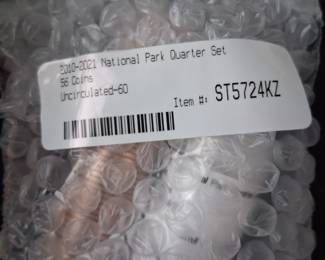 2010-2021 National Park Quarter Set
56 Coins
Uncirculated-60
Item #: ST5724KZ